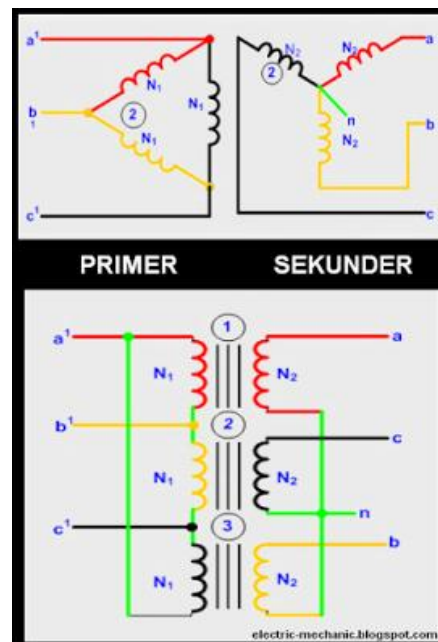 a¹ N₂ N₂ a
N₁ ② N₁ ②
b 1 n b
N₁ N₂
c¹ c
PRIMER SEKUNDER
① a¹ a
N₁ N₂
b¹ ② c
N₁ N₂
c¹ ③ n
b
N₁ N₂
electric-mechanic.blogspot.com